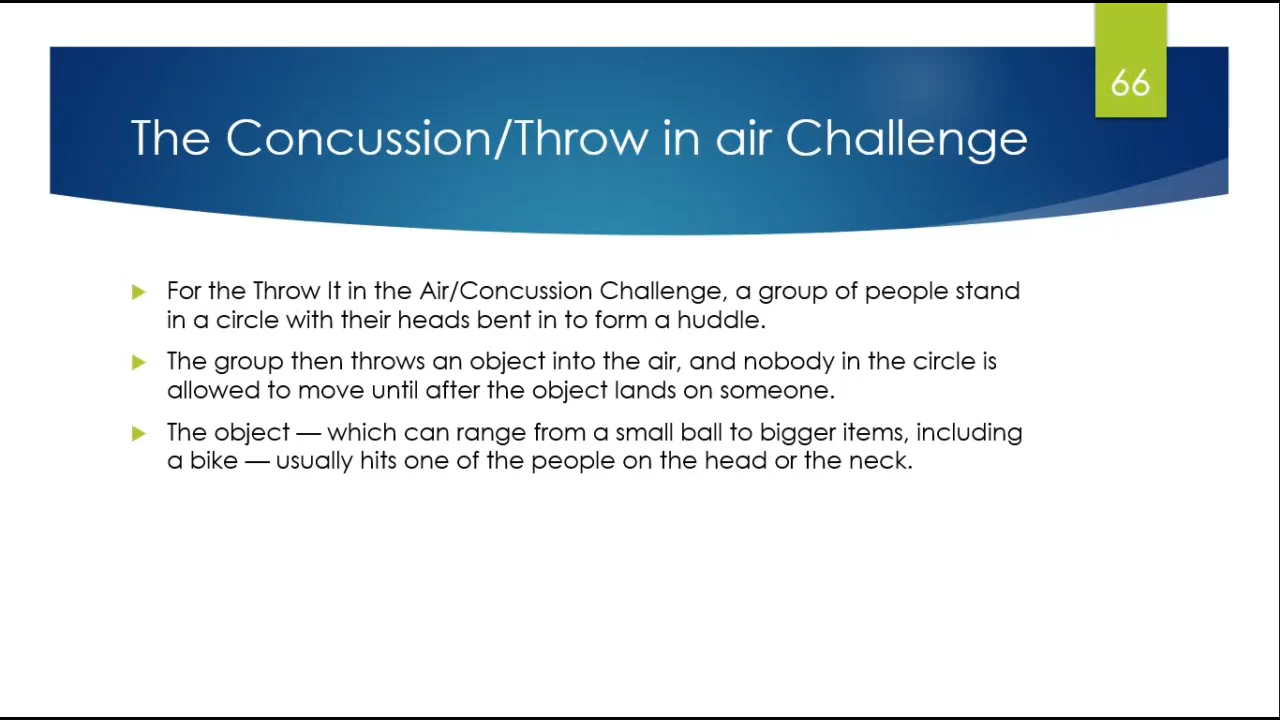 66
The Concussion/Throw in air Challenge
For the Throw It in the Air/Concussion Challenge, a group of people stand
in a circle with their heads bent in to form a huddle.
The group then throws an object into the air, and nobody in the circle is
allowed to move until after the object lands on someone.
The object — which can range from a small ball to bigger items, including
a bike — usually hits one of the people on the head or the neck.